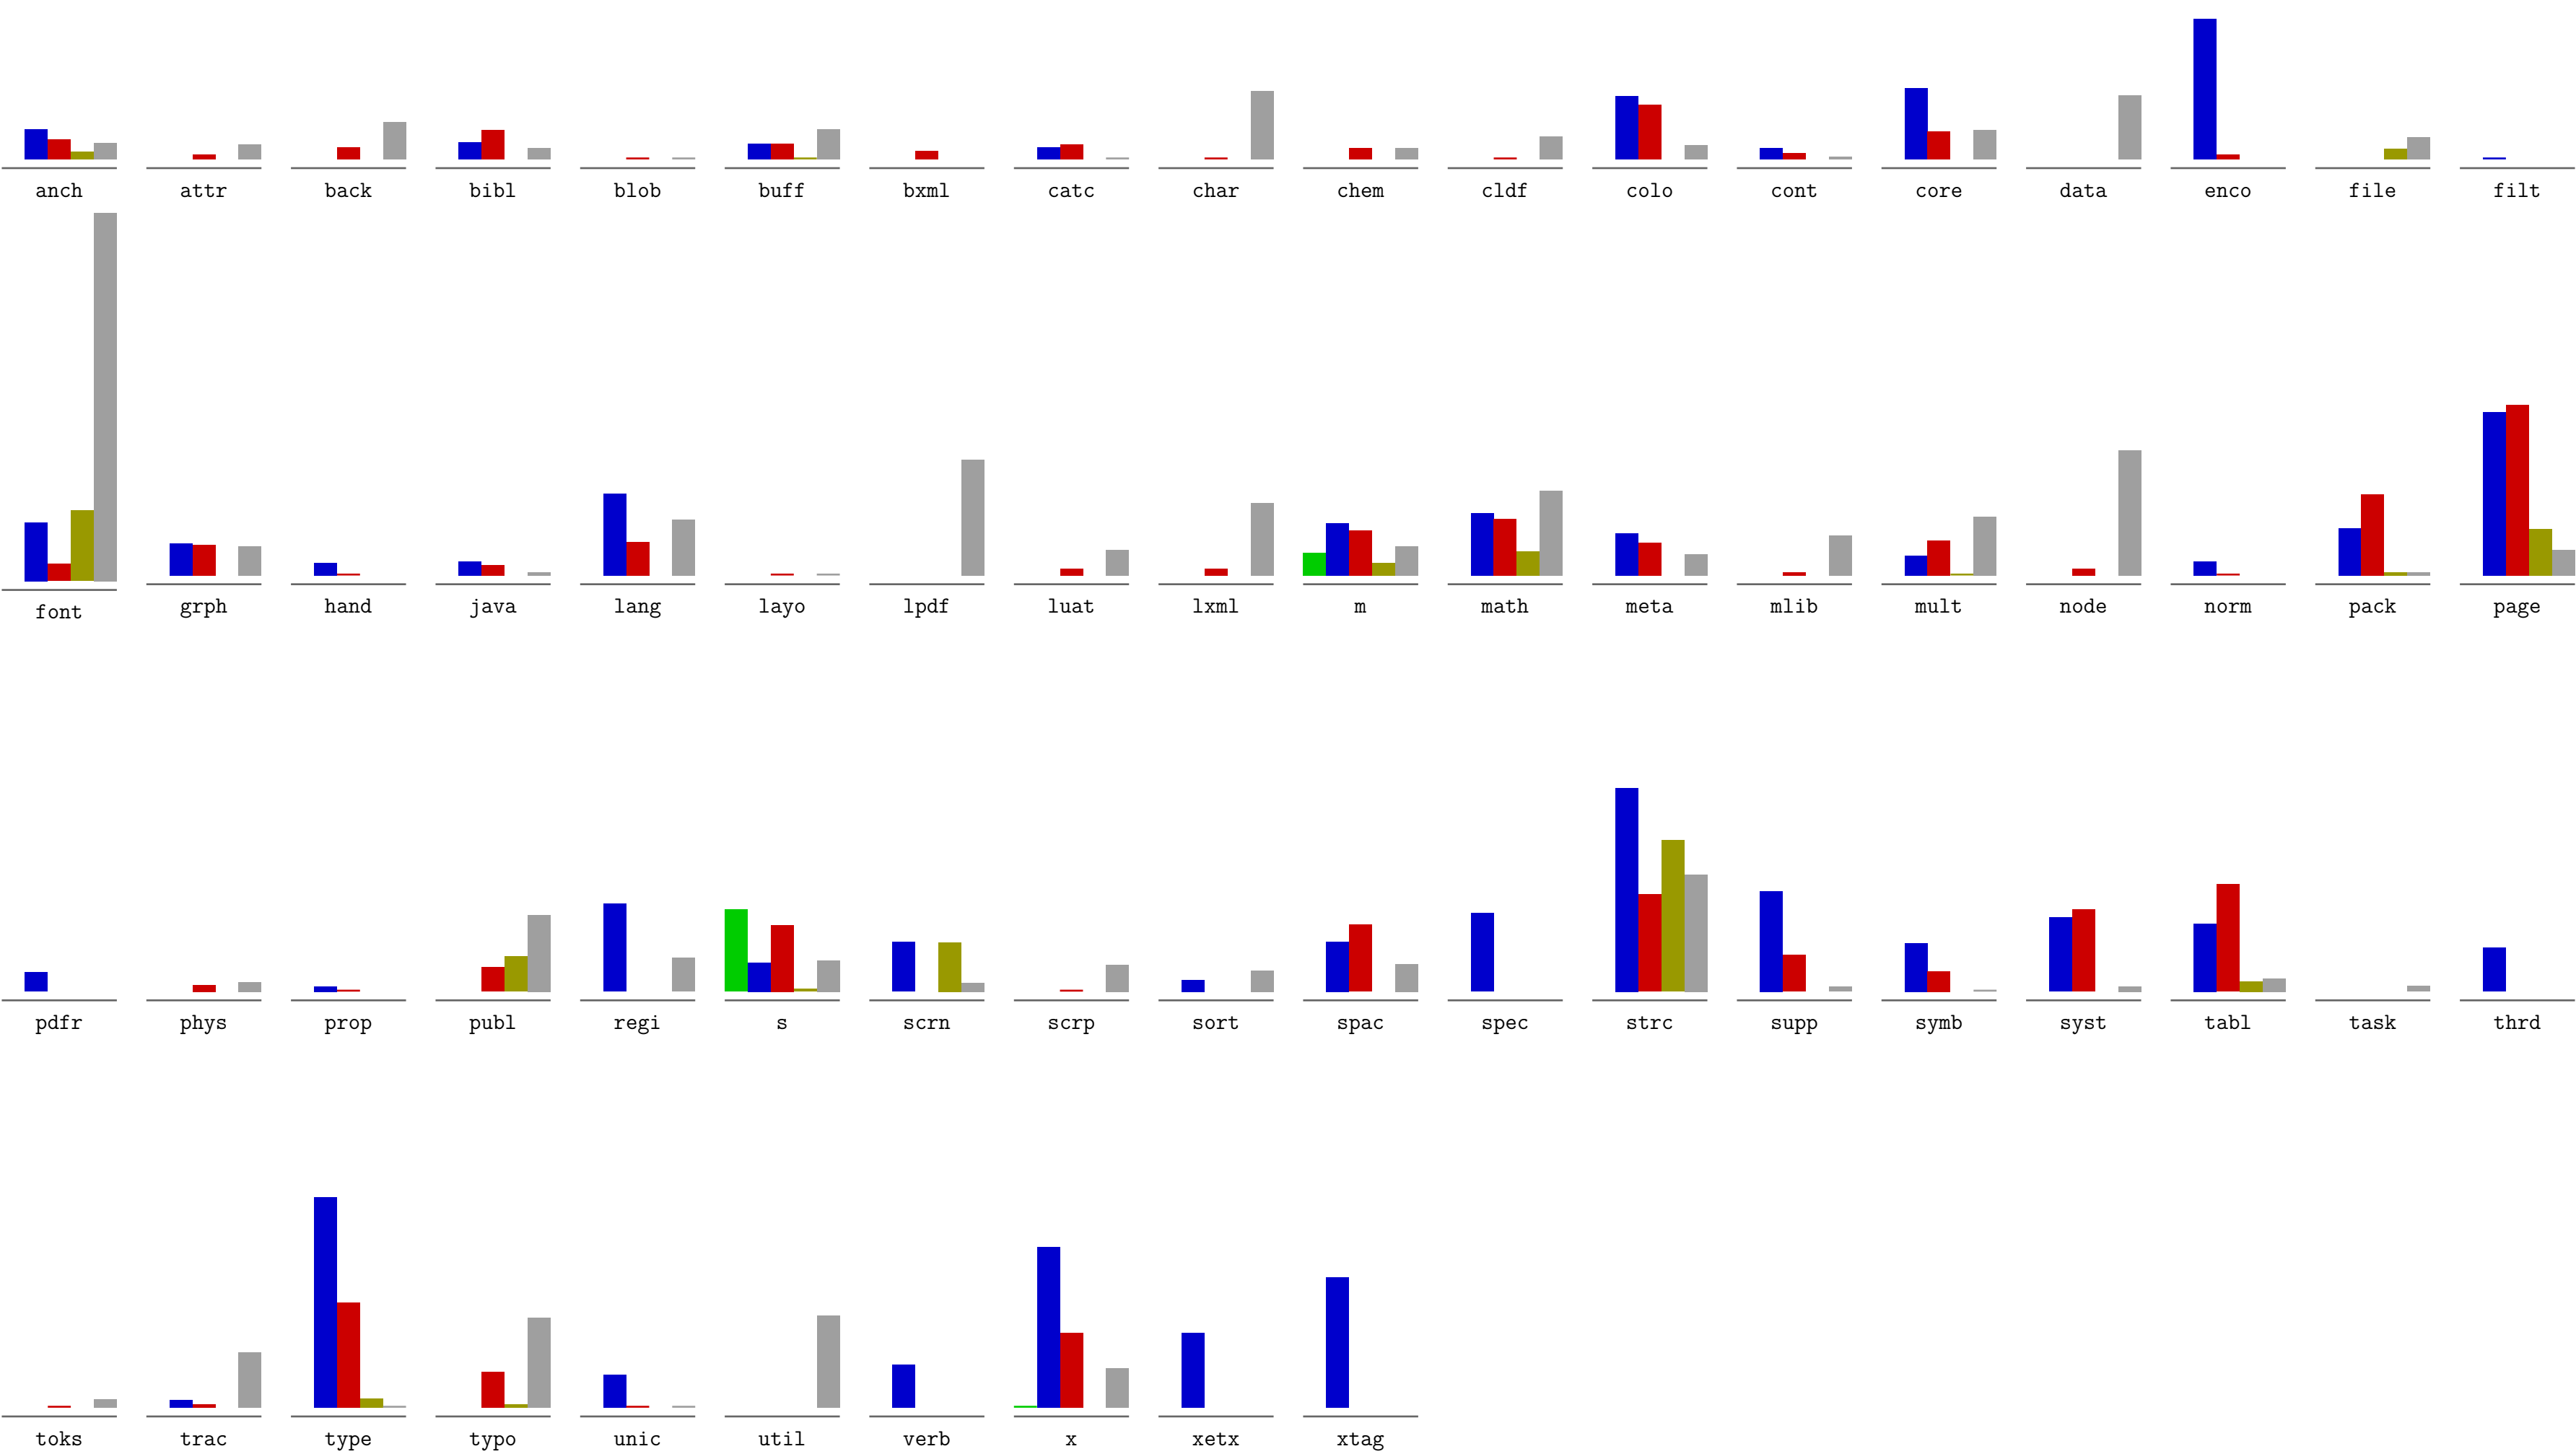 anch attr back bibl blob buff bxml catc char chem cldf colo cont core data enco file filt
font grph hand java lang layo lpdf luat lxml m math meta mlib mult node norm pack page
pdfr phys prop publ regi s scrn scrp sort spac spec strc supp symb syst tabl task thrd
toks trac type typo unic util verb x xetx xtag